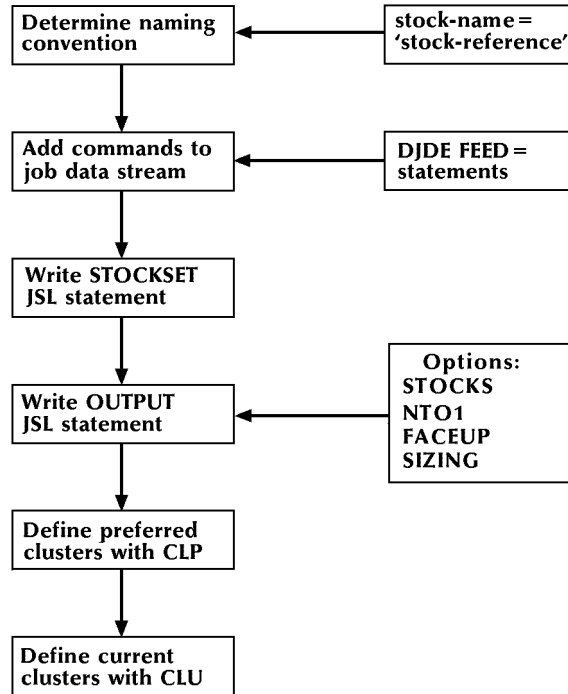 Determine naming
convention
stock-name=
‘stock-reference’
Add commands to
job data stream
DJDE FEED=
statements
Write STOCKSET
JSL statement
Write OUTPUT
JSL statement
Options:
STOCKS
NTO1
FACEUP
SIZING
Define preferred
clusters with CLP
Define current
clusters with CLU